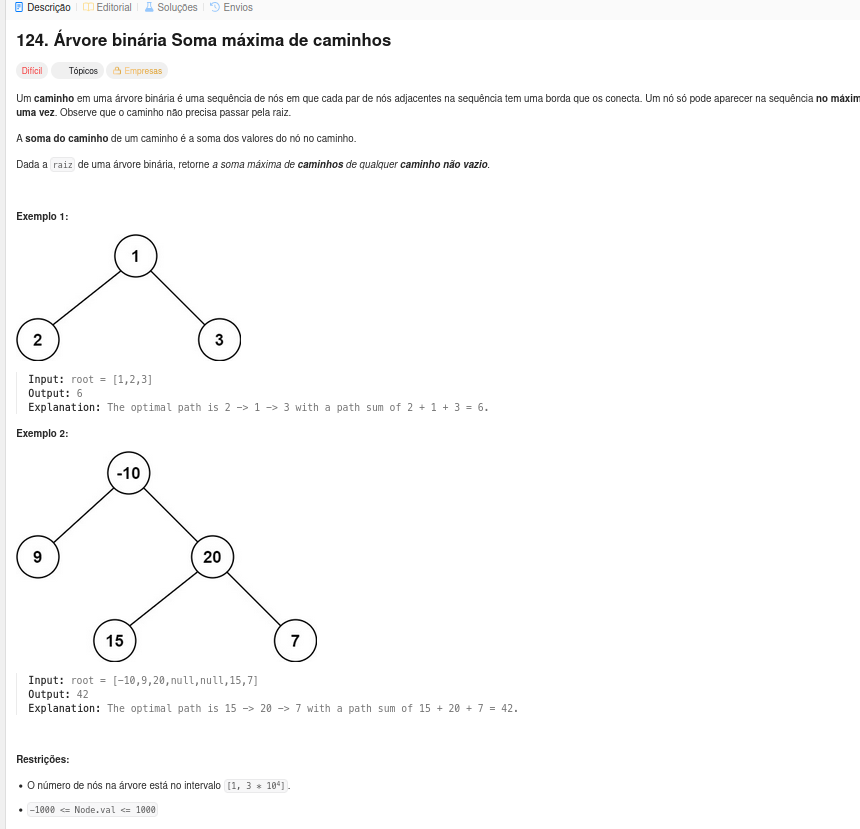 Descrição Editorial Soluções Envios
124. Árvore binária Soma máxima de caminhos
Difícil Tópicos Empresas
Um caminho em uma árvore binária é uma sequência de nós em que cada par de nós adjacentes na sequência tem uma borda que os conecta. Um nó só pode aparecer na sequência no máxim
uma vez. Observe que o caminho não precisa passar pela raiz.
A soma do caminho de um caminho é a soma dos valores do nó no caminho.
Dada a raiz de uma árvore binária, retorne a soma máxima de caminhos de qualquer caminho não vazio.
Exemplo 1:
1
2 3
Input: root = [1,2,3]
Output: 6
Explanation: The optimal path is 2 -> 1 -> 3 with a path sum of 2 + 1 + 3 = 6.
Exemplo 2:
-10
9 20
15 7
Input: root = [-10,9,20,null,null,15,7]
Output: 42
Explanation: The optimal path is 15 -> 20 -> 7 with a path sum of 15 + 20 + 7 = 42.
Restrições:
• O número de nós na árvore está no intervalo [1, 3 * 10⁴].
• -1000 <= Node.val <= 1000